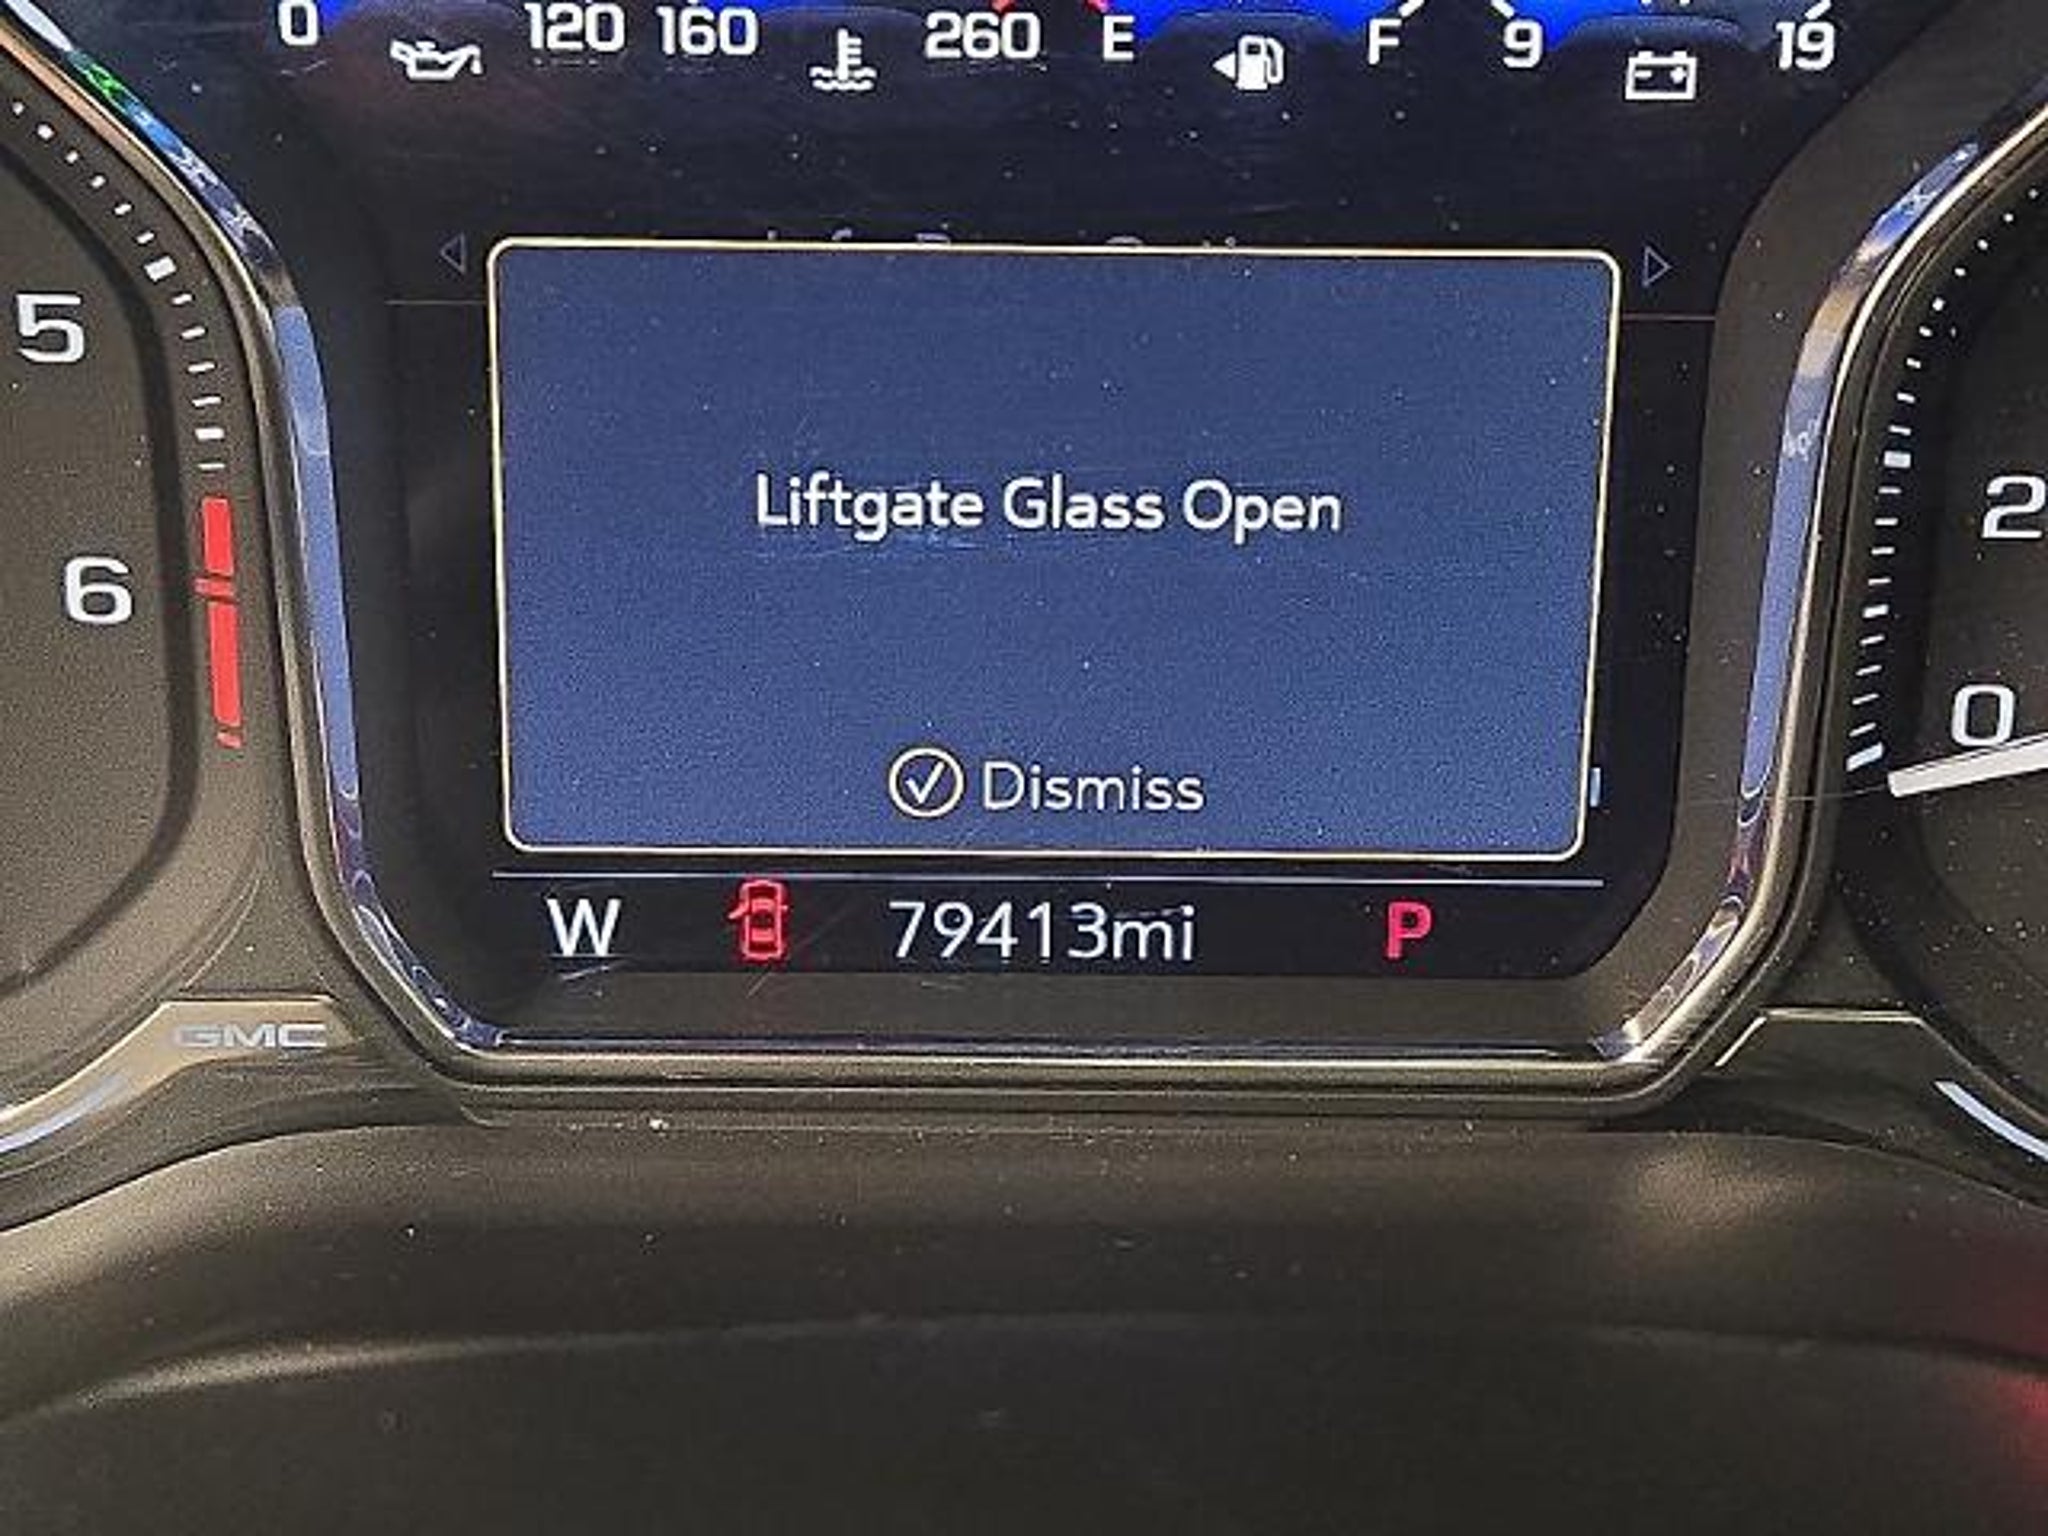 0 120 160 260 E F 9 19
5
Liftgate Glass Open
2
6
0
Dismiss
W 79413mi P
GMC